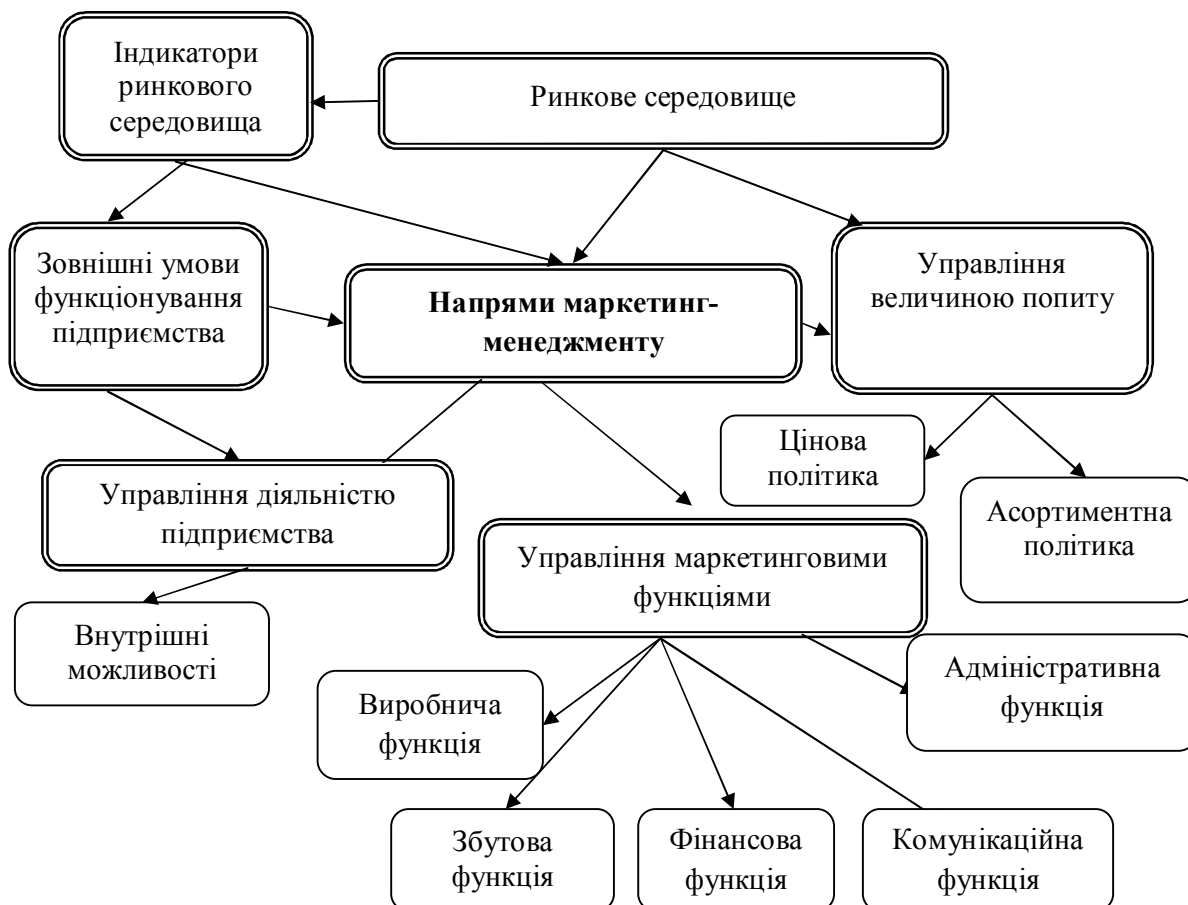 Індикатори
ринкового
середовища
Ринкове середовище
Зовнішні умови
функціонування
підприємства
Напрями маркетинг-
менеджменту
Управління
величиною попиту
Цінова
політика
Управління діяльністю
підприємства
Асортиментна
політика
Управління маркетинговими
функціями
Внутрішні
можливості
Адміністративна
функція
Виробнича
функція
Збутова
функція
Фінансова
функція
Комунікаційна
функція